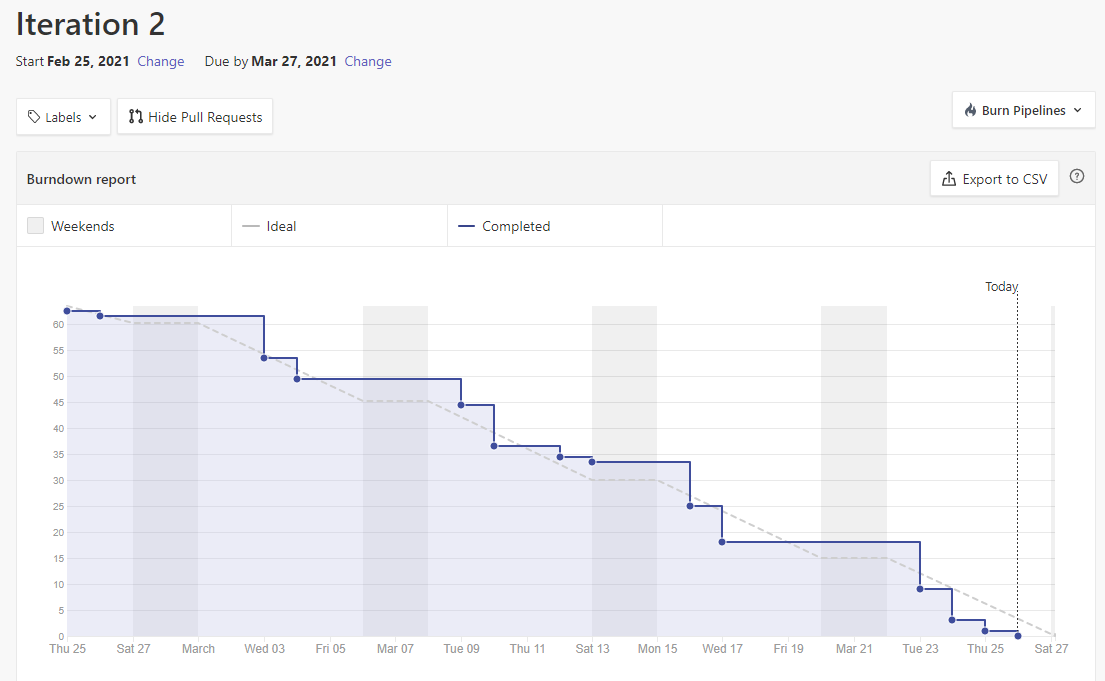 Iteration 2
Start Feb 25, 2021 Change Due by Mar 27, 2021 Change
Labels Hide Pull Requests Burn Pipelines
Burndown report Export to CSV ?
Weekends Ideal Completed
Today
60
55
50
45
40
35
30
25
20
15
10
5
0
Thu 25 Sat 27 March Wed 03 Fri 05 Mar 07 Tue 09 Thu 11 Sat 13 Mon 15 Wed 17 Fri 19 Mar 21 Tue 23 Thu 25 Sat 27